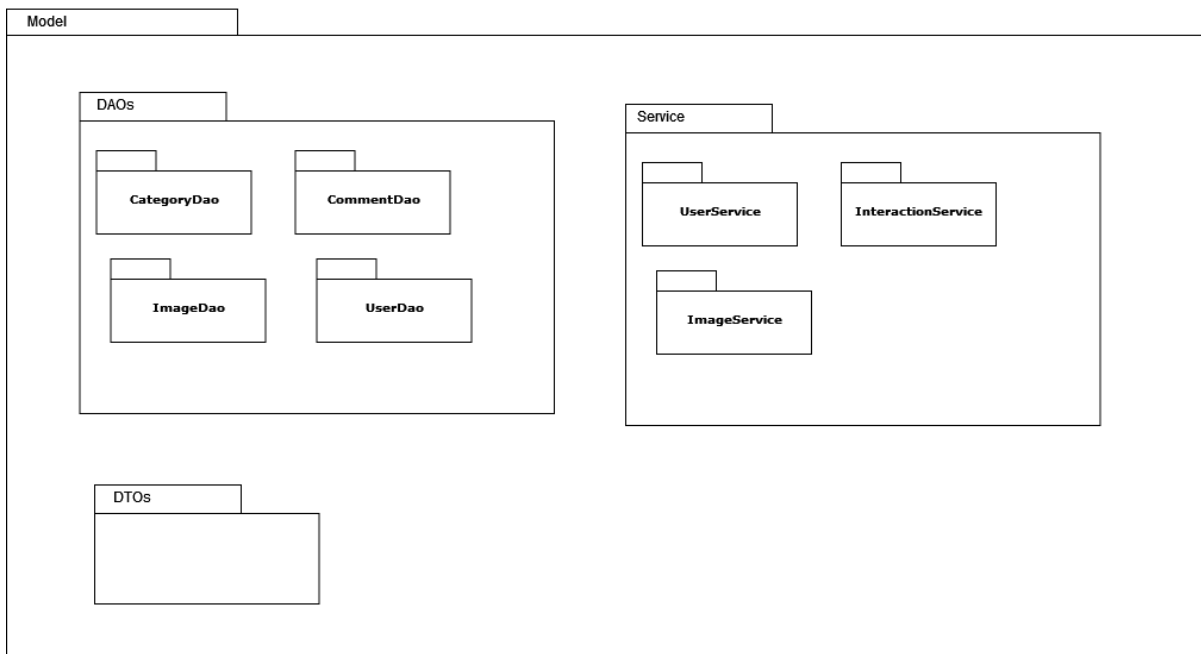 Model
DAOs
CategoryDao
CommentDao
ImageDao
UserDao
Service
UserService
InteractionService
ImageService
DTOs